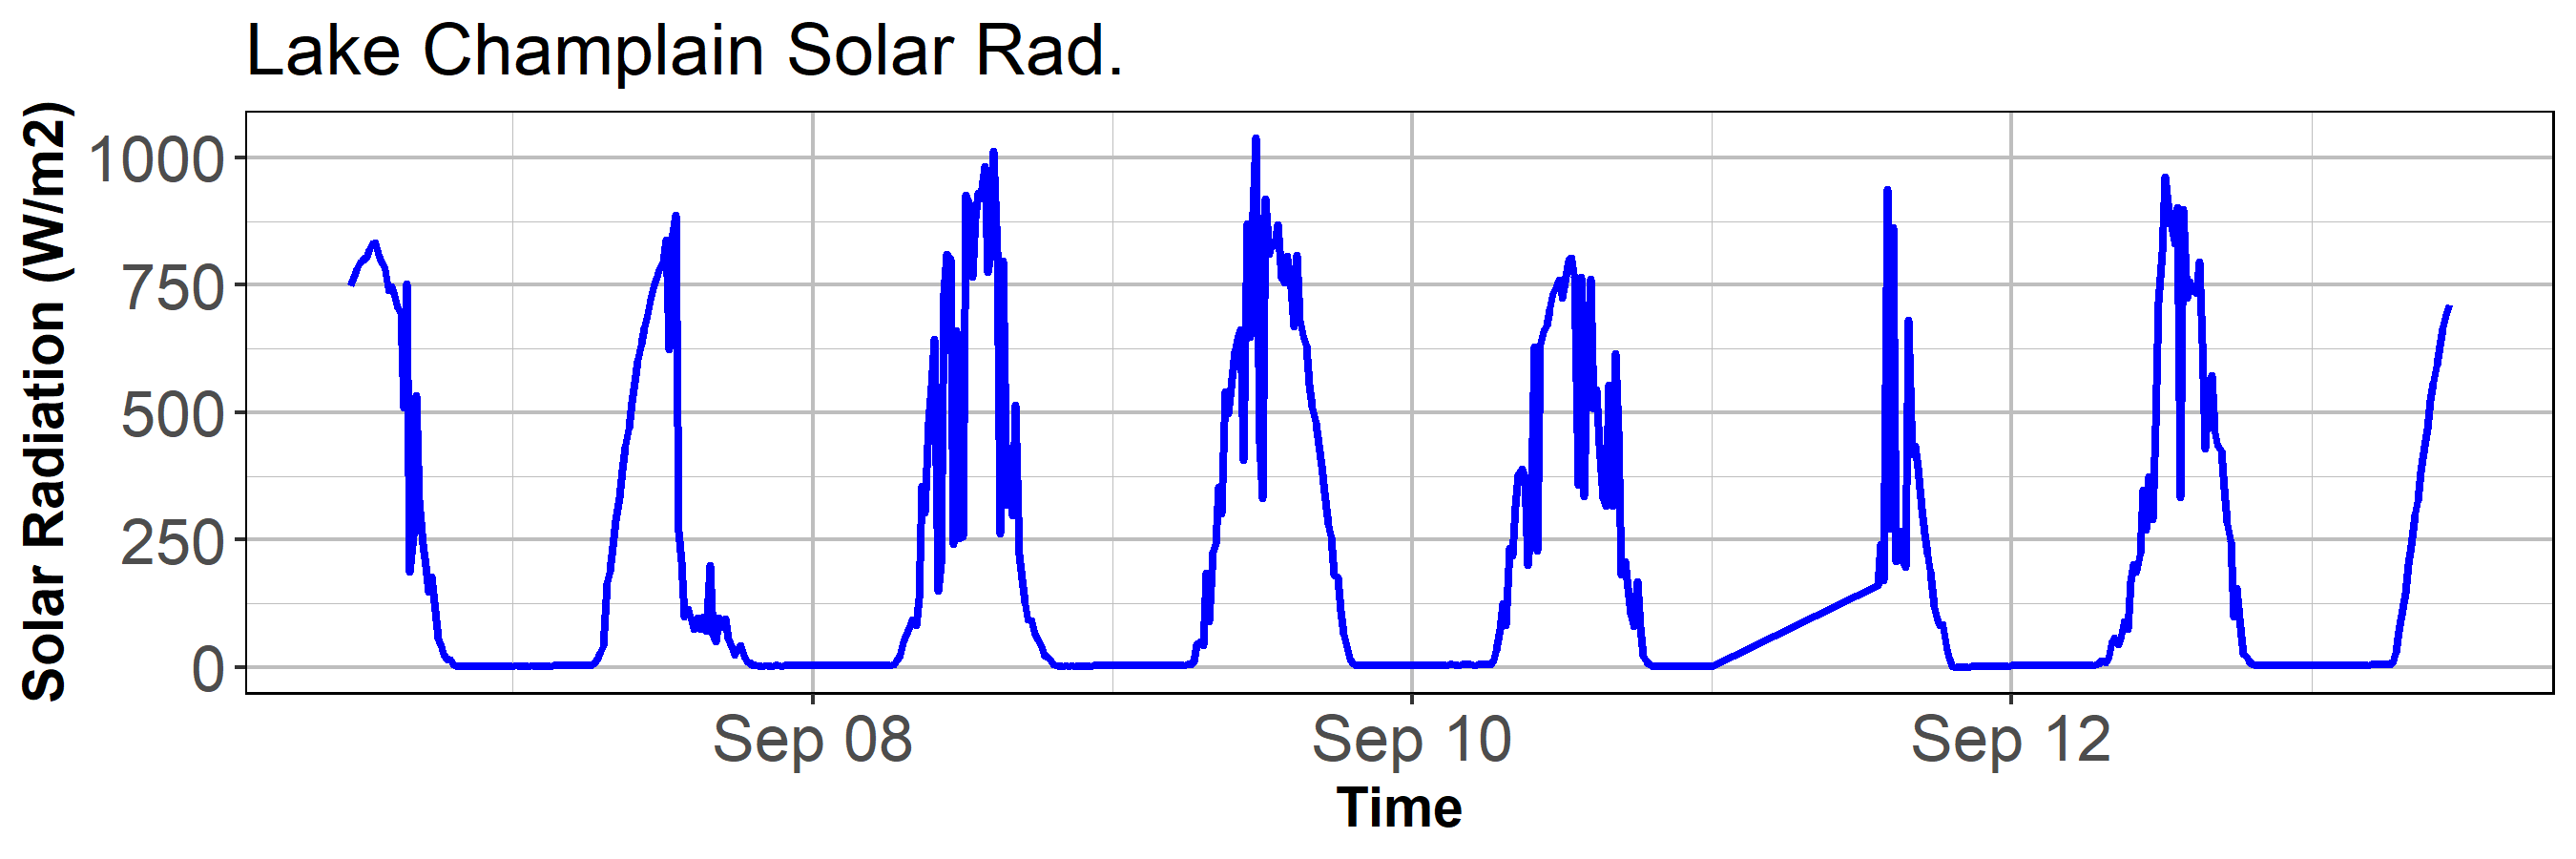 Lake Champlain Solar Rad.
Solar Radiation (W/m2)
1000
750
500
250
0
Sep 08
Sep 10
Sep 12
Time